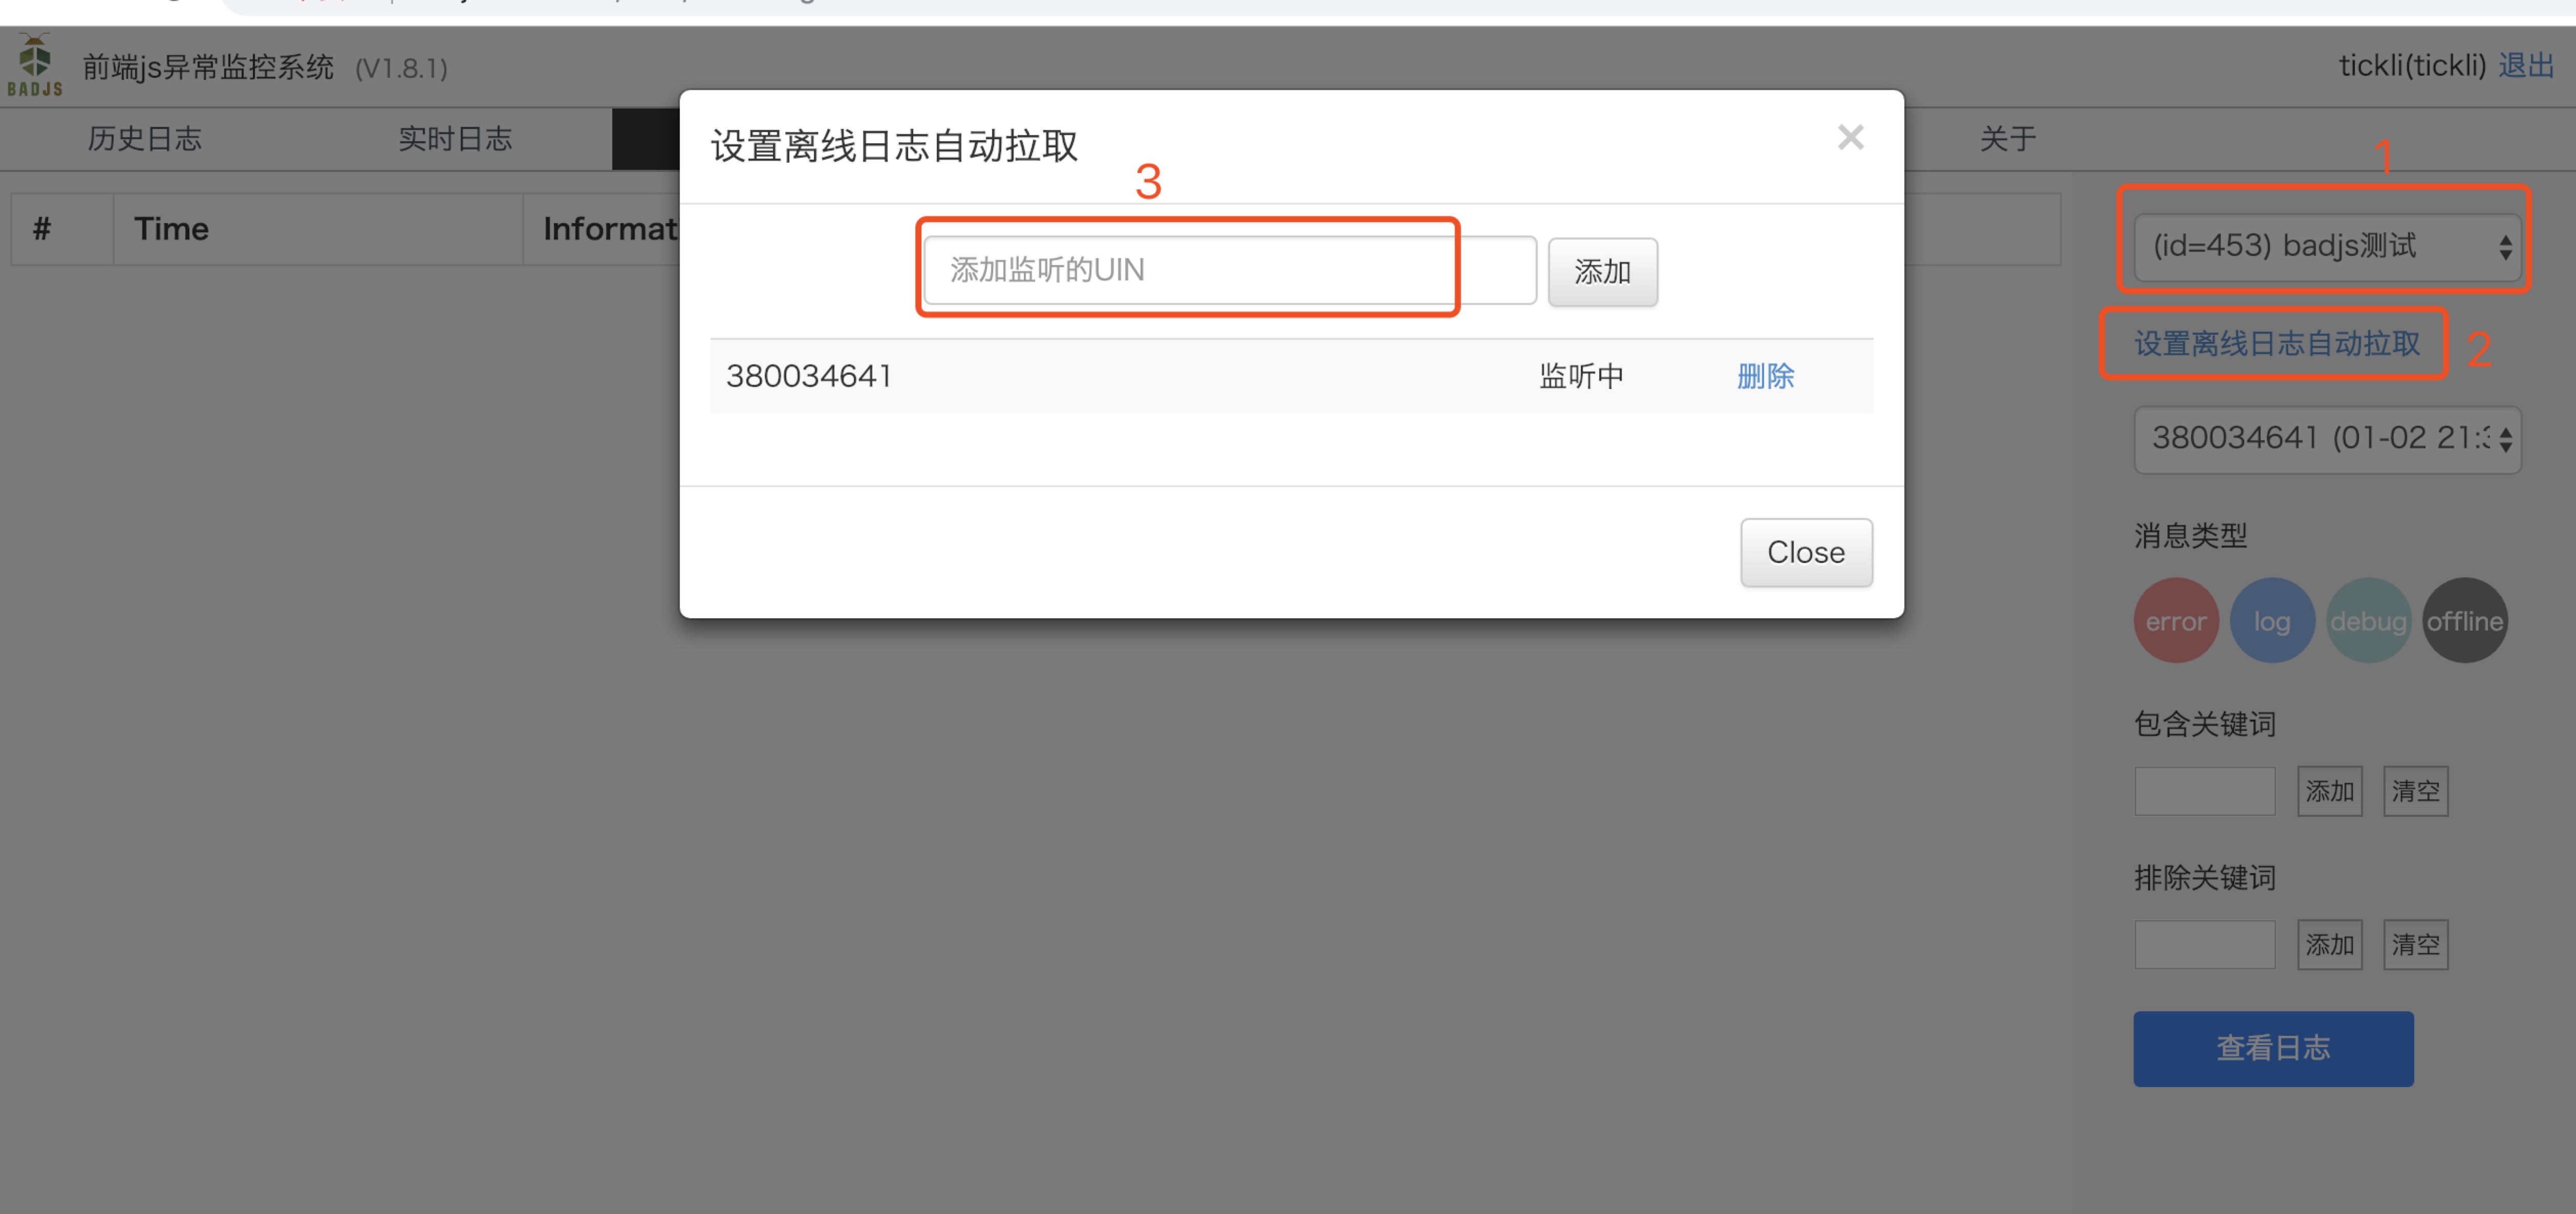 BADJS
前端js异常监控系统 (V1.8.1)
tickli(tickli) 退出
历史日志
实时日志
关于
#
Time
Informat
设置离线日志自动拉取
×
3
添加监听的UIN
添加
380034641
监听中
删除
Close
1
(id=453) badjs测试
设置离线日志自动拉取
2
380034641 (01-02 21:3
消息类型
error
log
debug
offline
包含关键词
添加
清空
排除关键词
添加
清空
查看日志